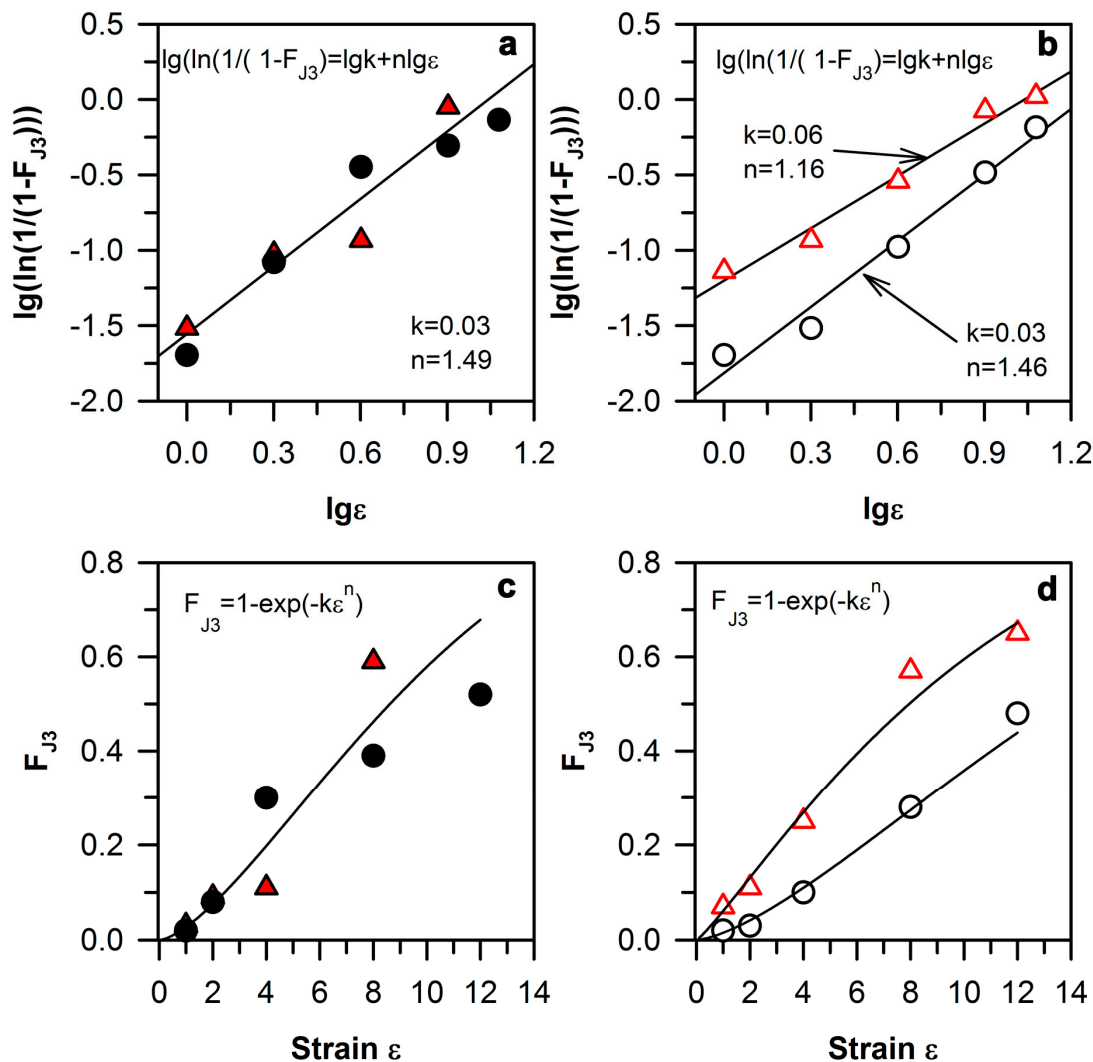 a
lg(ln(1/( 1-F_J3)=lgk+nlgε
0.5
0.0
-0.5
-1.0
-1.5
-2.0
lg(ln(1/(1-F_J3)))
k=0.03
n=1.49
0.0 0.3 0.6 0.9 1.2
lgε
b
lg(ln(1/( 1-F_J3)=lgk+nlgε
0.5
0.0
-0.5
-1.0
-1.5
-2.0
lg(ln(1/(1-F_J3)))
k=0.06
n=1.16
k=0.03
n=1.46
0.0 0.3 0.6 0.9 1.2
lgε
c
F_J3=1-exp(-kε^n)
0.8
0.6
0.4
0.2
0.0
F_J3
0 2 4 6 8 10 12 14
Strain ε
d
F_J3=1-exp(-kε^n)
0.8
0.6
0.4
0.2
0.0
F_J3
0 2 4 6 8 10 12 14
Strain ε